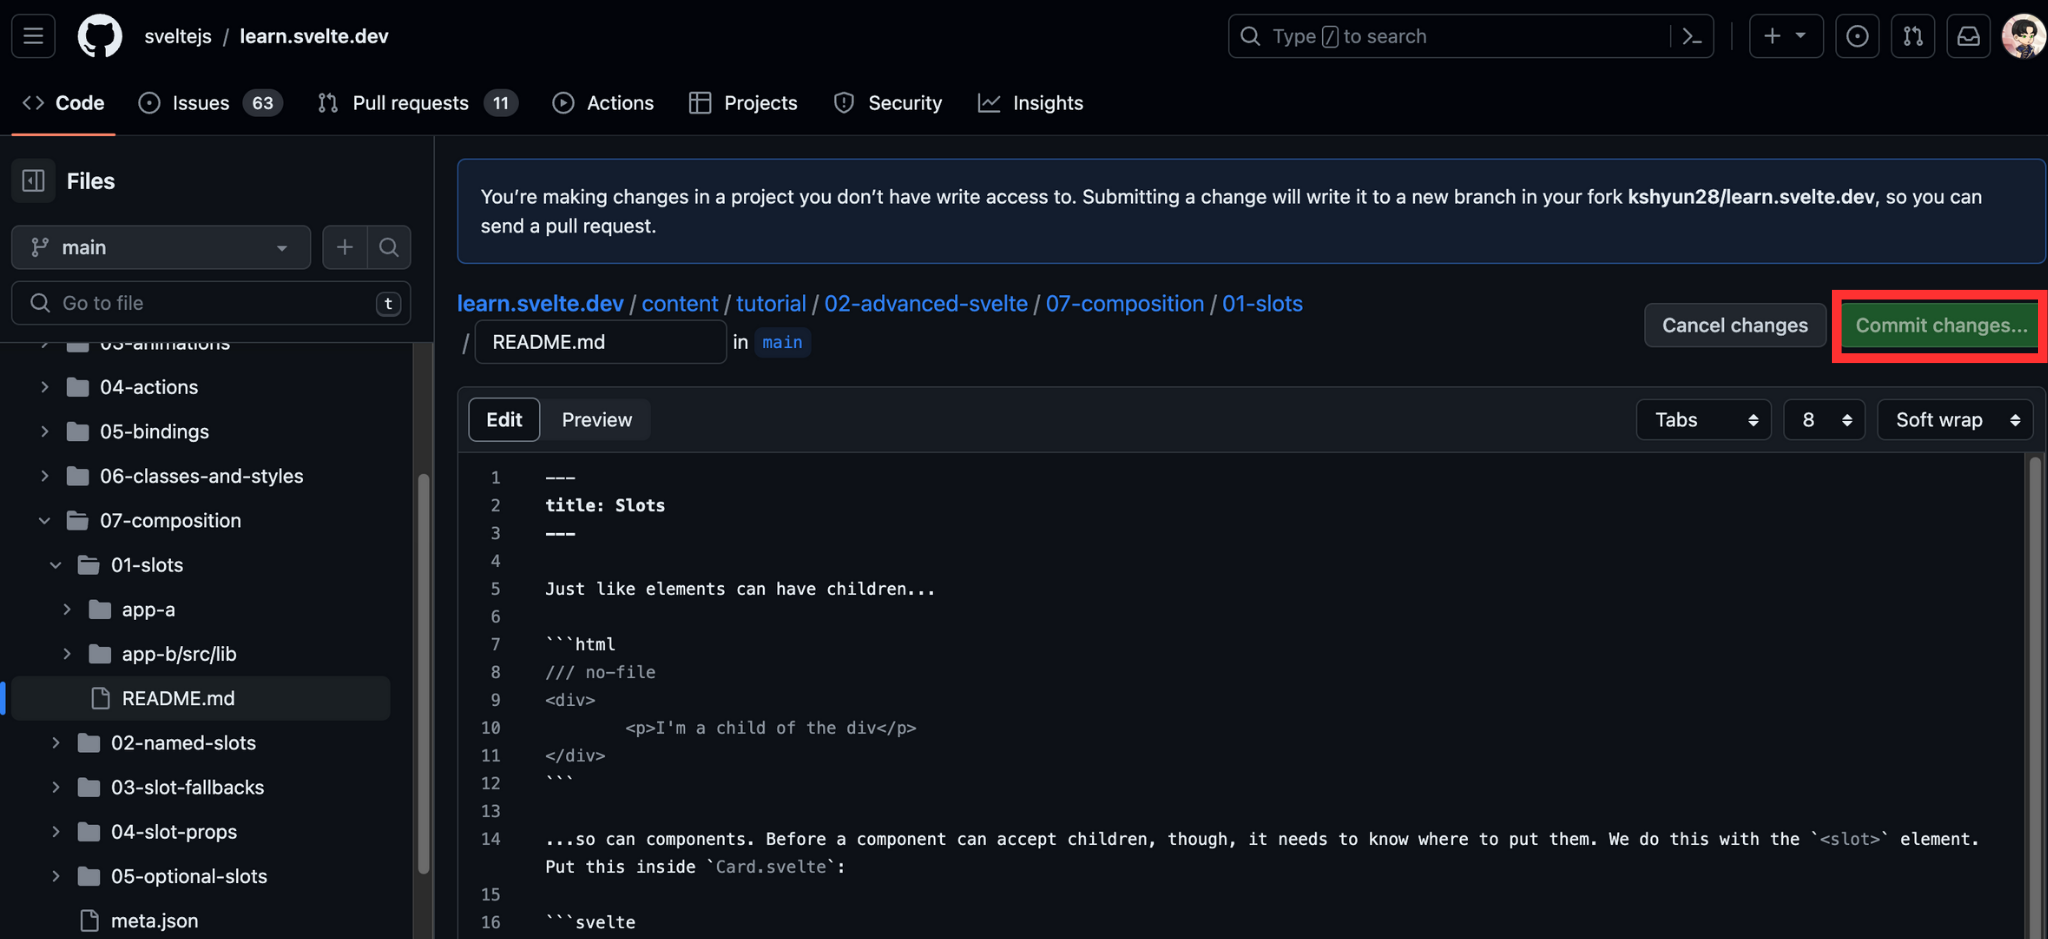 sveltejs / learn.svelte.dev
Type / to search
Code
Issues 63
Pull requests 11
Actions
Projects
Security
Insights
Files
main
Go to file
t
03-animations
04-actions
05-bindings
06-classes-and-styles
07-composition
01-slots
app-a
app-b/src/lib
README.md
02-named-slots
03-slot-fallbacks
04-slot-props
05-optional-slots
meta.json
You’re making changes in a project you don’t have write access to. Submitting a change will write it to a new branch in your fork kshyun28/learn.svelte.dev, so you can
send a pull request.
learn.svelte.dev / content / tutorial / 02-advanced-svelte / 07-composition / 01-slots
/ README.md in main
Cancel changes
Commit changes...
Edit
Preview
Tabs
8
Soft wrap
1 ---
2 title: Slots
3 ---
4
5 Just like elements can have children...
6
7 ```html
8 /// no-file
9 <div>
10 <p>I'm a child of the div</p>
11 </div>
12 ```
13
14 ...so can components. Before a component can accept children, though, it needs to know where to put them. We do this with the `<slot>` element.
Put this inside `Card.svelte`:
15
16 ```svelte